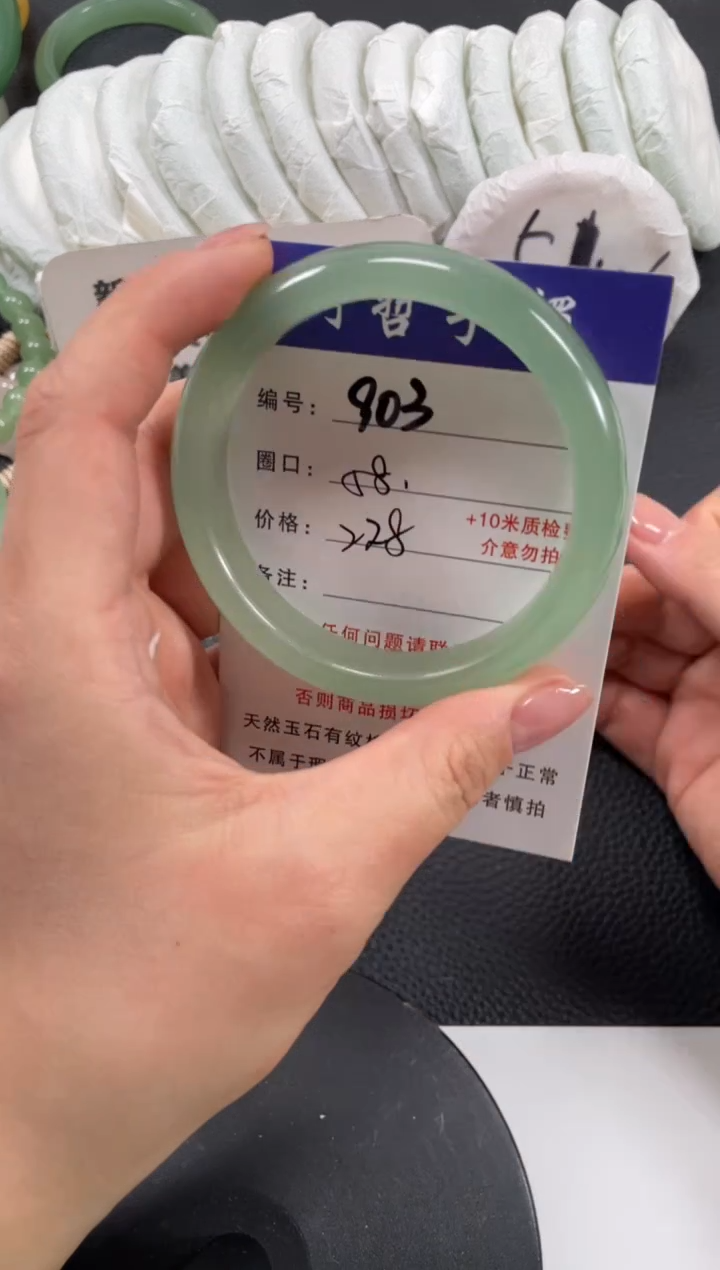 哲
编号： 903
圈口： 58.
价格： 228
+10米质检
介意勿拍
备注：
任何问题请联
否则商品损坏
天然玉石有纹
正常
不属于瑕
者慎拍